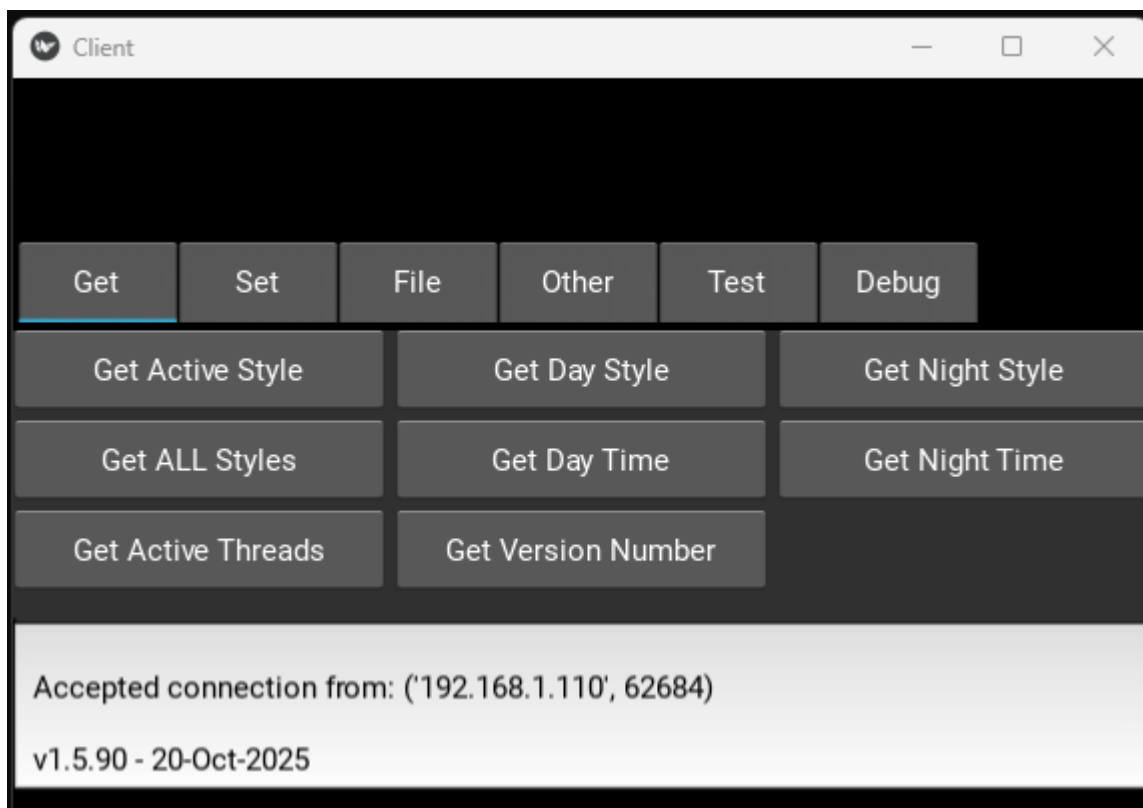 Client
Get Set File Other Test Debug
Get Active Style Get Day Style Get Night Style
Get ALL Styles Get Day Time Get Night Time
Get Active Threads Get Version Number
Accepted connection from: ('192.168.1.110', 62684)
v1.5.90 - 20-Oct-2025